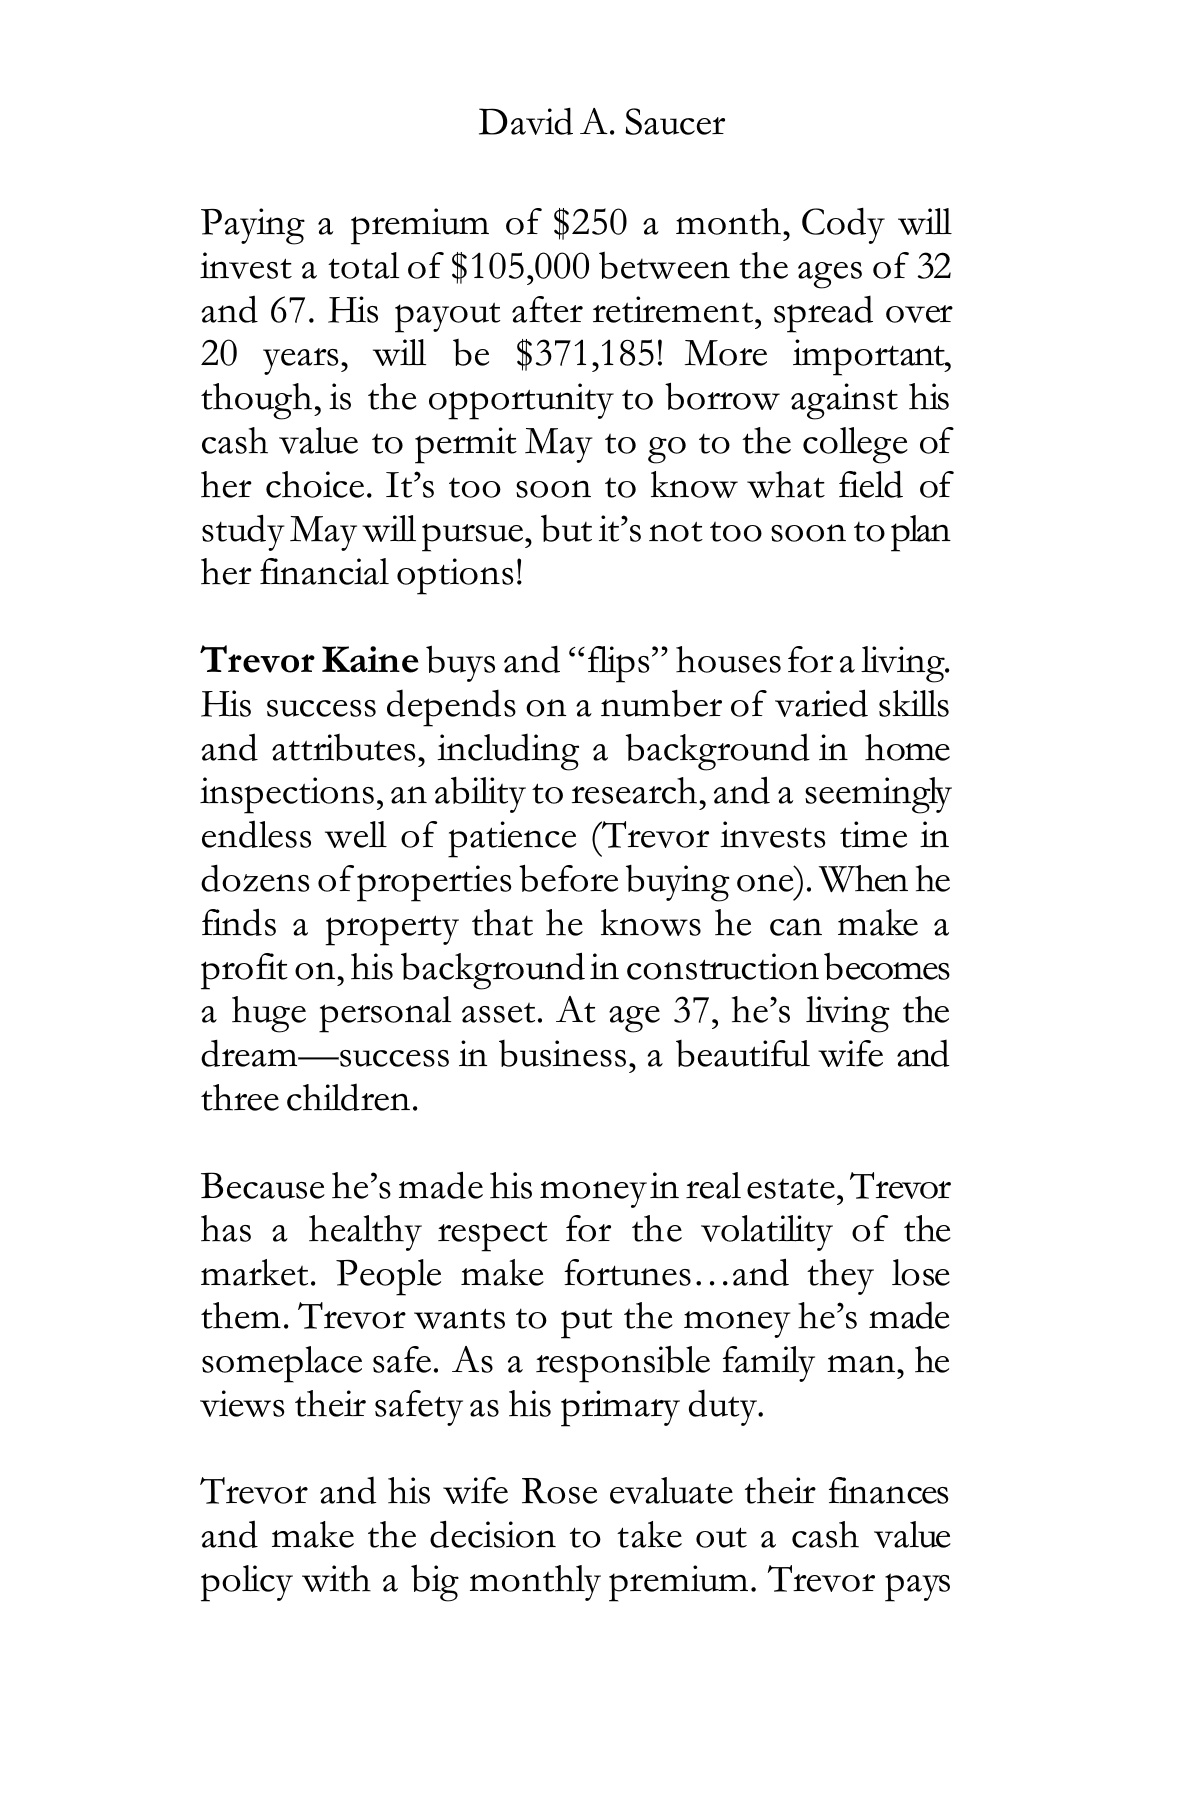 David A. Saucer
Paying a premium of $250 a month, Cody will
invest a total of $105,000 between the ages of 32
and 67. His payout after retirement, spread over
20 years, will be $371,185! More important,
though, is the opportunity to borrow against his
cash value to permit May to go to the college of
her choice. It’s too soon to know what field of
study May will pursue, but it’s not too soon to plan
her financial options!
Trevor Kaine buys and “flips” houses for a living.
His success depends on a number of varied skills
and attributes, including a background in home
inspections, an ability to research, and a seemingly
endless well of patience (Trevor invests time in
dozens of properties before buying one). When he
finds a property that he knows he can make a
profit on, his background in construction becomes
a huge personal asset. At age 37, he’s living the
dream—success in business, a beautiful wife and
three children.
Because he’s made his money in real estate, Trevor
has a healthy respect for the volatility of the
market. People make fortunes…and they lose
them. Trevor wants to put the money he’s made
someplace safe. As a responsible family man, he
views their safety as his primary duty.
Trevor and his wife Rose evaluate their finances
and make the decision to take out a cash value
policy with a big monthly premium. Trevor pays